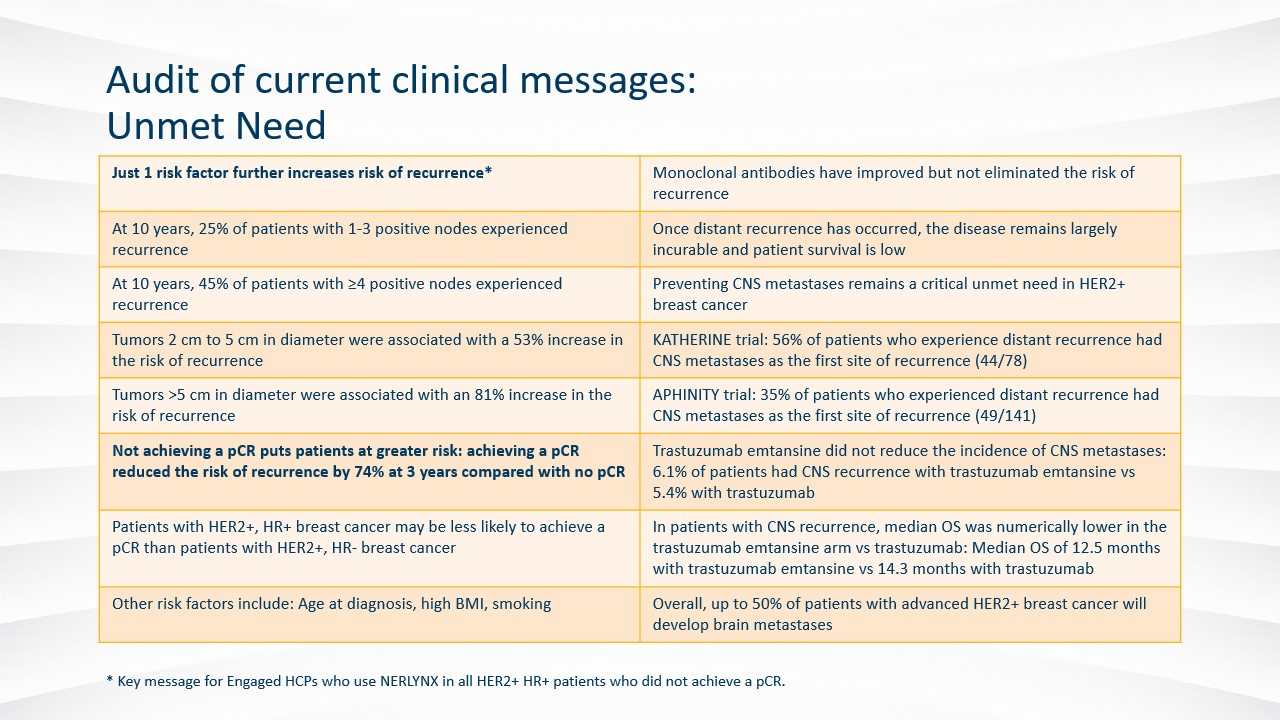 Audit of current clinical messages:
Unmet Need
Just 1 risk factor further increases risk of recurrence*
Monoclonal antibodies have improved but not eliminated the risk of
recurrence
At 10 years, 25% of patients with 1-3 positive nodes experienced
recurrence
Once distant recurrence has occurred, the disease remains largely
incurable and patient survival is low
At 10 years, 45% of patients with ≥4 positive nodes experienced
recurrence
Preventing CNS metastases remains a critical unmet need in HER2+
breast cancer
Tumors 2 cm to 5 cm in diameter were associated with a 53% increase in
the risk of recurrence
KATHERINE trial: 56% of patients who experience distant recurrence had
CNS metastases as the first site of recurrence (44/78)
Tumors >5 cm in diameter were associated with an 81% increase in the
risk of recurrence
APHINITY trial: 35% of patients who experienced distant recurrence had
CNS metastases as the first site of recurrence (49/141)
Not achieving a pCR puts patients at greater risk: achieving a pCR
reduced the risk of recurrence by 74% at 3 years compared with no pCR
Trastuzumab emtansine did not reduce the incidence of CNS metastases:
6.1% of patients had CNS recurrence with trastuzumab emtansine vs
5.4% with trastuzumab
Patients with HER2+, HR+ breast cancer may be less likely to achieve a
pCR than patients with HER2+, HR- breast cancer
In patients with CNS recurrence, median OS was numerically lower in the
trastuzumab emtansine arm vs trastuzumab: Median OS of 12.5 months
with trastuzumab emtansine vs 14.3 months with trastuzumab
Other risk factors include: Age at diagnosis, high BMI, smoking
Overall, up to 50% of patients with advanced HER2+ breast cancer will
develop brain metastases
* Key message for Engaged HCPs who use NERLYNX in all HER2+ HR+ patients who did not achieve a pCR.